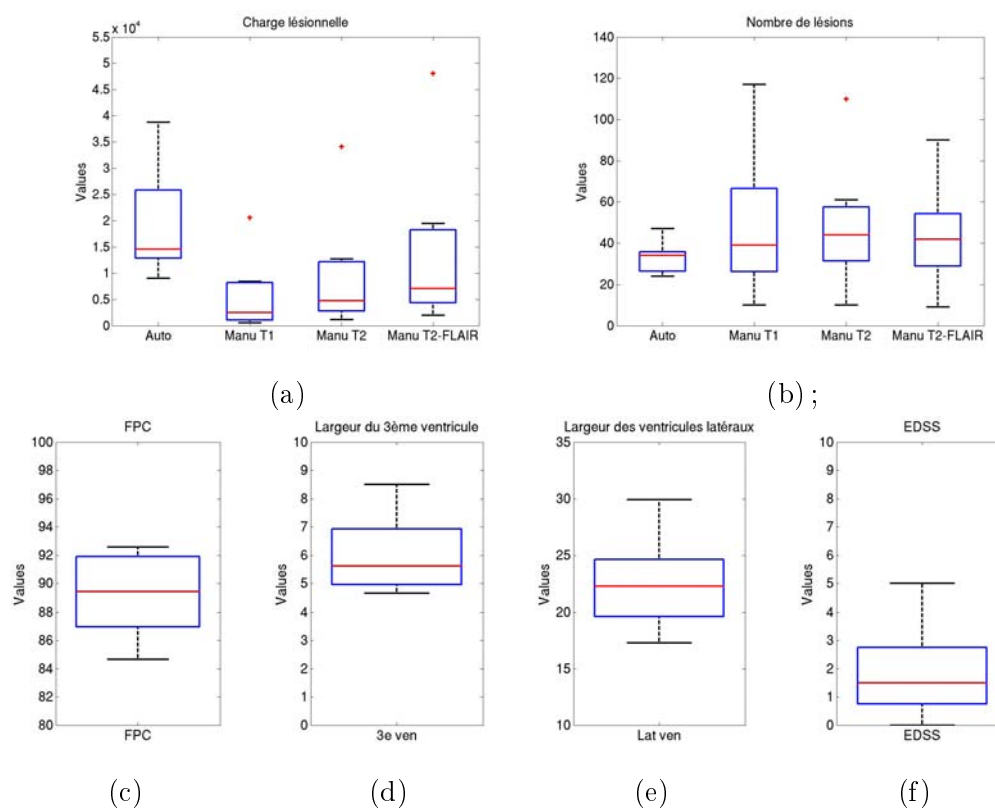 Charge lésionnelle
x 10⁴
5.5
5
4.5
4
3.5
3
2.5
2
1.5
1
0.5
0
Values
Auto Manu T1 Manu T2 Manu T2-FLAIR
(a)
Nombre de lésions
140
120
100
80
60
40
20
0
Values
Auto Manu T1 Manu T2 Manu T2-FLAIR
(b) ;
FPC
100
98
96
94
92
90
88
86
84
82
80
Values
FPC
(c)
Largeur du 3ème ventricule
10
9
8
7
6
5
4
3
2
1
0
Values
3e ven
(d)
Largeur des ventricules latéraux
35
30
25
20
15
10
Values
Lat ven
(e)
EDSS
10
9
8
7
6
5
4
3
2
1
0
Values
EDSS
(f)